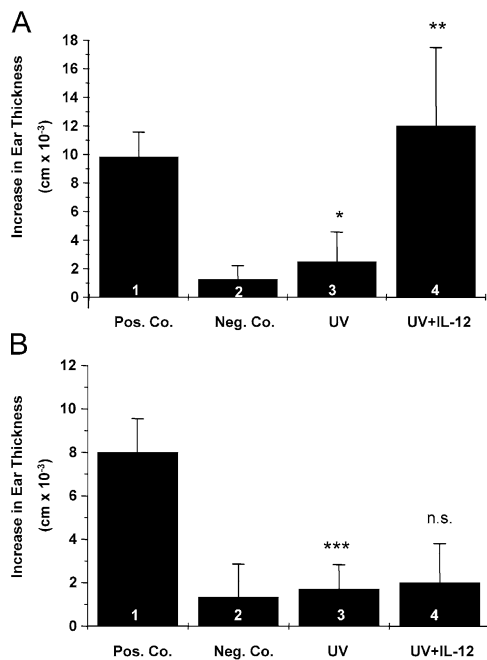 A
Increase in Ear Thickness
(cm x 10-3)
18
16
14
12
10
8
6
4
2
0
*
**
1
2
3
4
Pos. Co.
Neg. Co.
UV
UV+IL-12
B
Increase in Ear Thickness
(cm x 10-3)
12
10
8
6
4
2
0
***
n.s.
1
2
3
4
Pos. Co.
Neg. Co.
UV
UV+IL-12